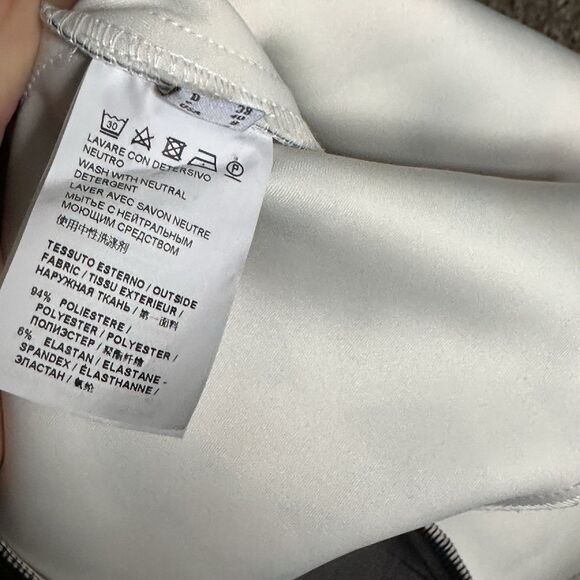 30
P
LAVARE CON DETERSIVO
NEUTRO
WASH WITH NEUTRAL
DETERGENT
LAVER AVEC SAVON NEUTRE
МЫТЬЕ С НЕЙТРАЛЬНЫМ
МОЮЩИМ СРЕДСТВОМ
使用中性洗涤剂
TESSUTO ESTERNO / OUTSIDE
FABRIC / TISSU EXTERIEUR /
НАРУЖНАЯ ТКАНЬ / 第一面料
94% POLIESTERE /
POLYESTER / POLYESTER /
ПОЛИЭСТЕР / 聚酯纤维
6% ELASTAN / ELASTANE -
SPANDEX / ÉLASTHANNE /
ЭЛАСТАН / 氨纶